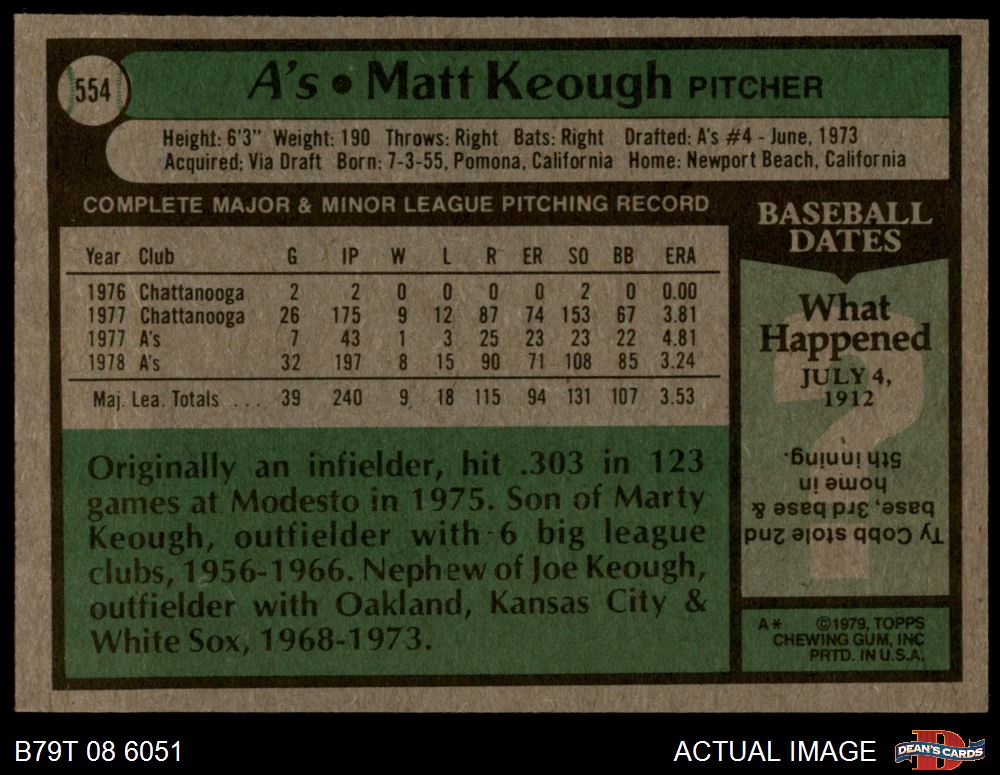 554
A's • Matt Keough PITCHER
Height: 6'3" Weight: 190 Throws: Right Bats: Right Drafted: A's #4 - June, 1973
Acquired: Via Draft Born: 7-3-55, Pomona, California Home: Newport Beach, California
COMPLETE MAJOR & MINOR LEAGUE PITCHING RECORD
Year Club G IP W L R ER SO BB ERA
1976 Chattanooga 2 2 0 0 0 0 2 0 0.00
1977 Chattanooga 26 175 9 12 87 74 153 67 3.81
1977 A's 7 43 1 3 25 23 23 22 4.81
1978 A's 32 197 8 15 90 71 108 85 3.24
Maj. Lea. Totals ... 39 240 9 18 115 94 131 107 3.53
Originally an infielder, hit .303 in 123
games at Modesto in 1975. Son of Marty
Keough, outfielder with 6 big league
clubs, 1956-1966. Nephew of Joe Keough,
outfielder with Oakland, Kansas City &
White Sox, 1968-1973.
BASEBALL
DATES
What
Happened
JULY 4,
1912
?
Ty Cobb stole 2nd
base, 3rd base &
home in
5th inning.
A* ©1979, TOPPS
CHEWING GUM, INC
PRTD. IN U.S.A.
B79T 08 6051
ACTUAL IMAGE
D
DEAN'S CARDS